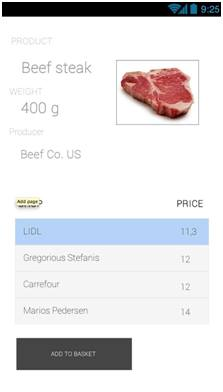 9:25
PRODUCT
Beef steak
WEIGHT
400 g
Producer
Beef Co. US
Add page
PRICE
LIDL 11,3
Gregorious Stefanis 12
Carrefour 12
Marios Pedersen 14
ADD TO BASKET